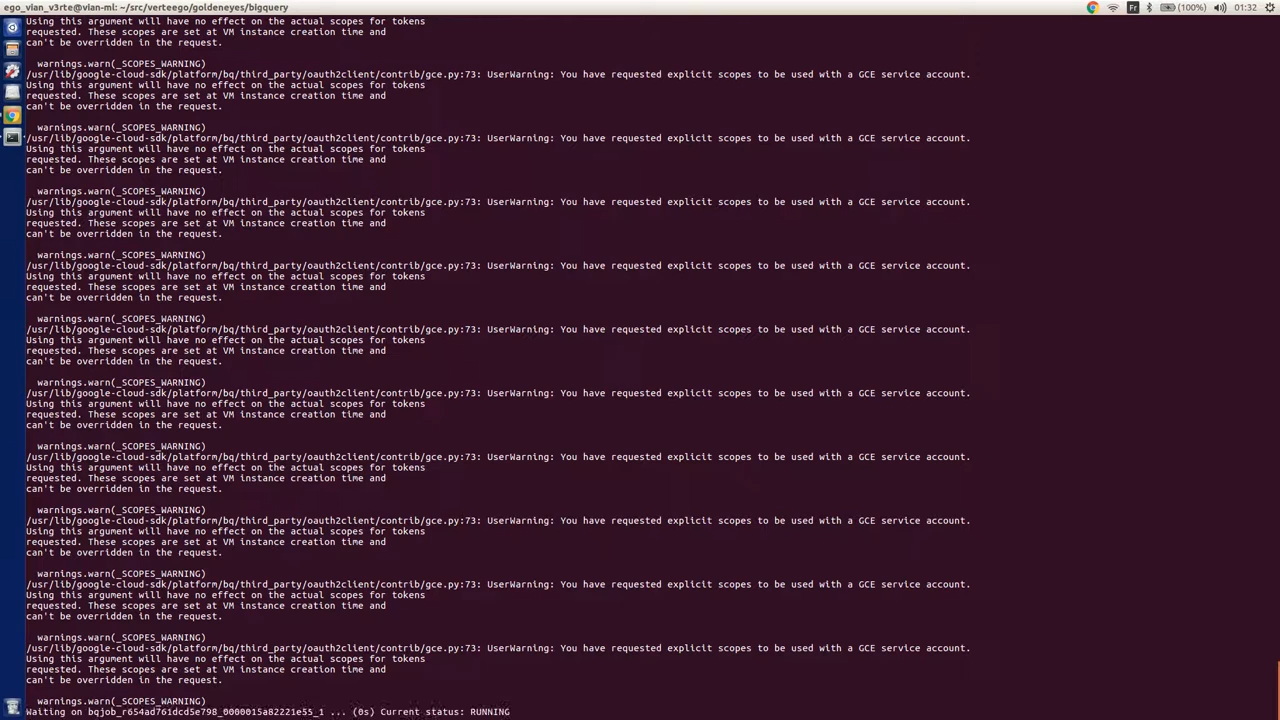 ego_vian_v3rte@vian-ml: ~/src/verteego/goldeneyes/bigquery
Fr
(100%)
01:32
Using this argument will have no effect on the actual scopes for tokens
requested. These scopes are set at VM instance creation time and
can't be overridden in the request.
warnings.warn(_SCOPES_WARNING)
/usr/lib/google-cloud-sdk/platform/bq/third_party/oauth2client/contrib/gce.py:73: UserWarning: You have requested explicit scopes to be used with a GCE service account.
Using this argument will have no effect on the actual scopes for tokens
requested. These scopes are set at VM instance creation time and
can't be overridden in the request.
warnings.warn(_SCOPES_WARNING)
/usr/lib/google-cloud-sdk/platform/bq/third_party/oauth2client/contrib/gce.py:73: UserWarning: You have requested explicit scopes to be used with a GCE service account.
Using this argument will have no effect on the actual scopes for tokens
requested. These scopes are set at VM instance creation time and
can't be overridden in the request.
warnings.warn(_SCOPES_WARNING)
/usr/lib/google-cloud-sdk/platform/bq/third_party/oauth2client/contrib/gce.py:73: UserWarning: You have requested explicit scopes to be used with a GCE service account.
Using this argument will have no effect on the actual scopes for tokens
requested. These scopes are set at VM instance creation time and
can't be overridden in the request.
warnings.warn(_SCOPES_WARNING)
/usr/lib/google-cloud-sdk/platform/bq/third_party/oauth2client/contrib/gce.py:73: UserWarning: You have requested explicit scopes to be used with a GCE service account.
Using this argument will have no effect on the actual scopes for tokens
requested. These scopes are set at VM instance creation time and
can't be overridden in the request.
warnings.warn(_SCOPES_WARNING)
/usr/lib/google-cloud-sdk/platform/bq/third_party/oauth2client/contrib/gce.py:73: UserWarning: You have requested explicit scopes to be used with a GCE service account.
Using this argument will have no effect on the actual scopes for tokens
requested. These scopes are set at VM instance creation time and
can't be overridden in the request.
warnings.warn(_SCOPES_WARNING)
/usr/lib/google-cloud-sdk/platform/bq/third_party/oauth2client/contrib/gce.py:73: UserWarning: You have requested explicit scopes to be used with a GCE service account.
Using this argument will have no effect on the actual scopes for tokens
requested. These scopes are set at VM instance creation time and
can't be overridden in the request.
warnings.warn(_SCOPES_WARNING)
/usr/lib/google-cloud-sdk/platform/bq/third_party/oauth2client/contrib/gce.py:73: UserWarning: You have requested explicit scopes to be used with a GCE service account.
Using this argument will have no effect on the actual scopes for tokens
requested. These scopes are set at VM instance creation time and
can't be overridden in the request.
warnings.warn(_SCOPES_WARNING)
/usr/lib/google-cloud-sdk/platform/bq/third_party/oauth2client/contrib/gce.py:73: UserWarning: You have requested explicit scopes to be used with a GCE service account.
Using this argument will have no effect on the actual scopes for tokens
requested. These scopes are set at VM instance creation time and
can't be overridden in the request.
warnings.warn(_SCOPES_WARNING)
/usr/lib/google-cloud-sdk/platform/bq/third_party/oauth2client/contrib/gce.py:73: UserWarning: You have requested explicit scopes to be used with a GCE service account.
Using this argument will have no effect on the actual scopes for tokens
requested. These scopes are set at VM instance creation time and
can't be overridden in the request.
warnings.warn(_SCOPES_WARNING)
/usr/lib/google-cloud-sdk/platform/bq/third_party/oauth2client/contrib/gce.py:73: UserWarning: You have requested explicit scopes to be used with a GCE service account.
Using this argument will have no effect on the actual scopes for tokens
requested. These scopes are set at VM instance creation time and
can't be overridden in the request.
warnings.warn(_SCOPES_WARNING)
Waiting on bqjob_r654ad761dcd5e798_0000015a82221e55_1 ... (0s) Current status: RUNNING